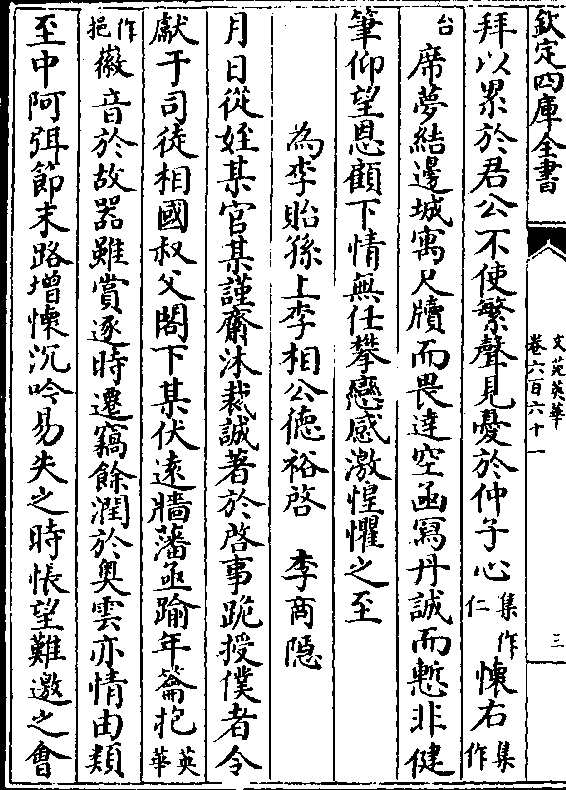 欽定四庫全書
文苑英華
卷六百六十一
三
拜以累於君公不使繁聲見憂於仲子心集作仁懐右集作
台席夢結邊城寓尺牘而畏達空函寫丹誠而慙非健
筆仰望恩顧下情無任攀戀感激惶懼之至
為李貽孫上李相公徳裕啓　李商隠
月日從姪某官某謹齋沐裁誠著於啓事跪授僕者令
獻于司徒相國叔父閤下某伏遠牆藩亟踰年籥抱英華
作挹徽音於故器雖賞逐時遷竊餘潤於奥雲亦情由類
至中阿弭節末路増悽沉吟易失之時悵望難邀之會